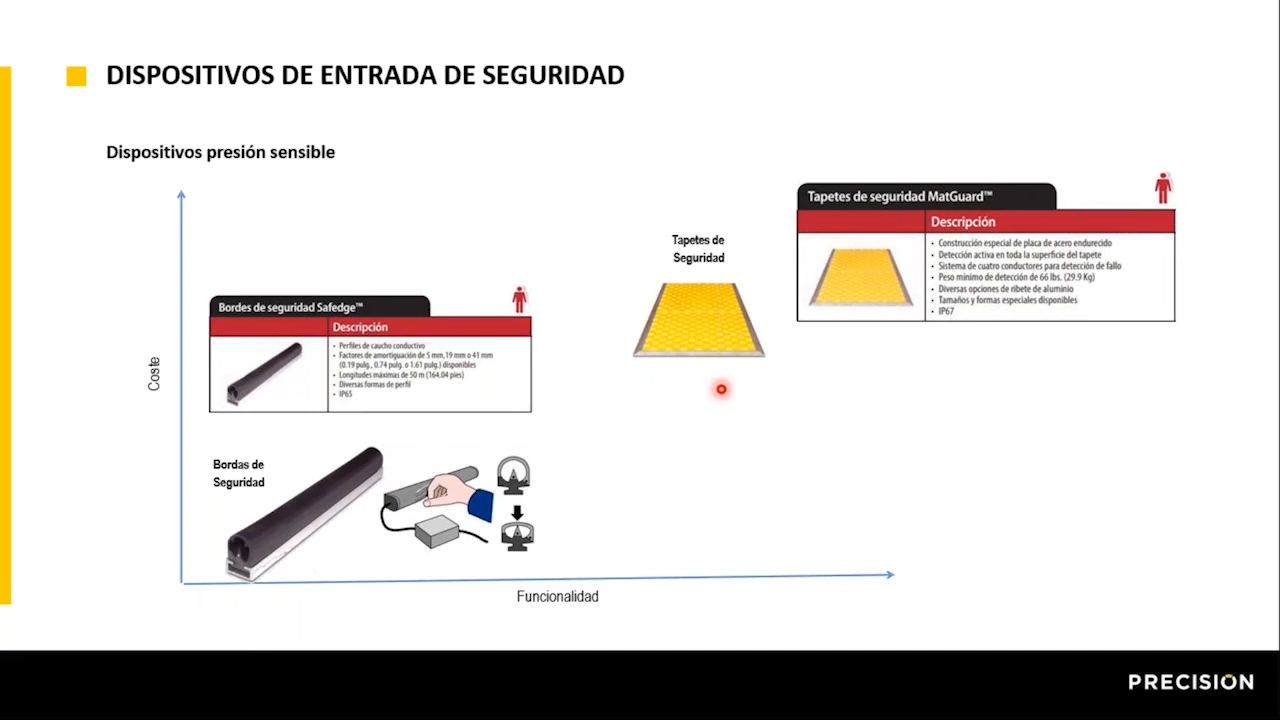 DISPOSITIVOS DE ENTRADA DE SEGURIDAD
Dispositivos presión sensible
Coste
Bordes de seguridad Safedge™
Descripción
• Perfiles de caucho conductivo
• Factores de amortiguación de 5 mm,19 mm o 41 mm
(0.19 pulg., 0.74 pulg. o 1.61 pulg.) disponibles
• Longitudes máximas de 50 m (164.04 pies)
• Diversas formas de perfil
• IP65
Bordas de
Seguridad
Tapetes de
Seguridad
Tapetes de seguridad MatGuard™
Descripción
• Construcción especial de placa de acero endurecido
• Detección activa en toda la superficie del tapete
• Sistema de cuatro conductores para detección de fallo
• Peso mínimo de detección de 66 lbs. (29.9 Kg)
• Diversas opciones de ribete de aluminio
• Tamaños y formas especiales disponibles
• IP67
Funcionalidad
PRECISIÓN